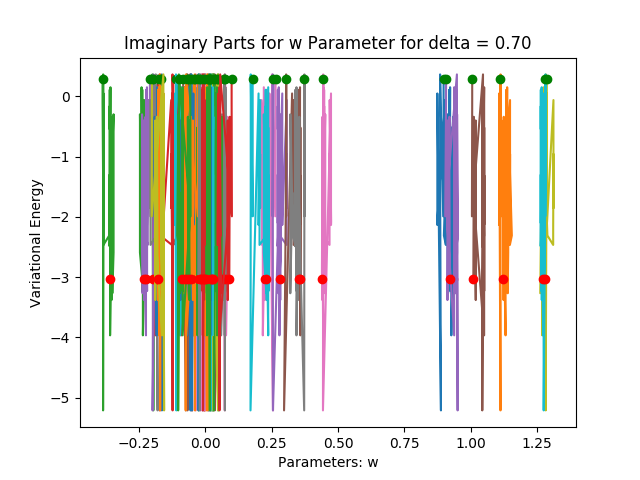 Imaginary Parts for w Parameter for delta = 0.70
Variational Energy
0
−1
−2
−3
−4
−5
−0.25 0.00 0.25 0.50 0.75 1.00 1.25
Parameters: w